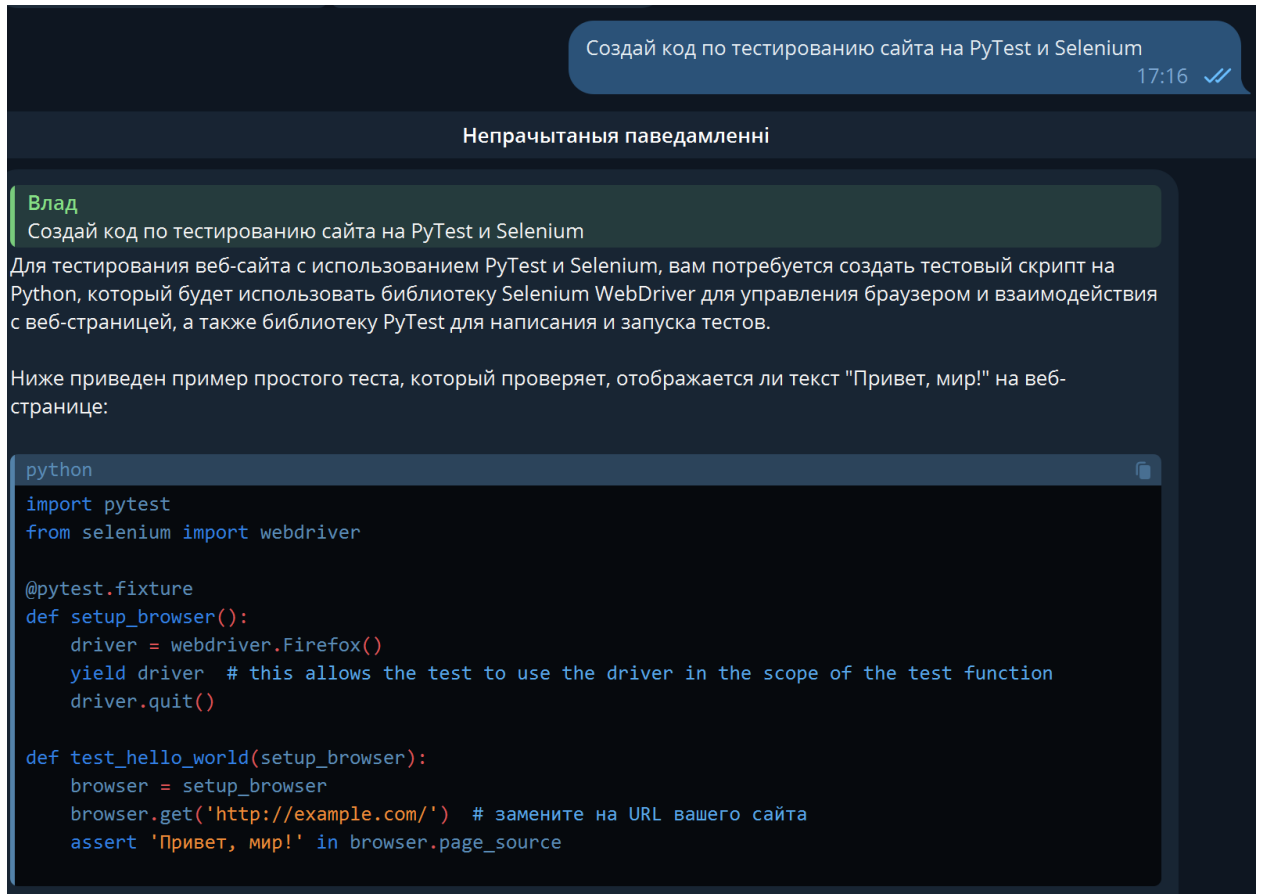 Создай код по тестированию сайта на PyTest и Selenium
17:16
Непрачытаныя паведамленні
Влад
Создай код по тестированию сайта на PyTest и Selenium
Для тестирования веб-сайта с использованием PyTest и Selenium, вам потребуется создать тестовый скрипт на
Python, который будет использовать библиотеку Selenium WebDriver для управления браузером и взаимодействия
с веб-страницей, а также библиотеку PyTest для написания и запуска тестов.
Ниже приведен пример простого теста, который проверяет, отображается ли текст "Привет, мир!" на веб-
странице:
python
import pytest
from selenium import webdriver
@pytest.fixture
def setup_browser():
    driver = webdriver.Firefox()
    yield driver  # this allows the test to use the driver in the scope of the test function
    driver.quit()
def test_hello_world(setup_browser):
    browser = setup_browser
    browser.get('http://example.com/')  # замените на URL вашего сайта
    assert 'Привет, мир!' in browser.page_source